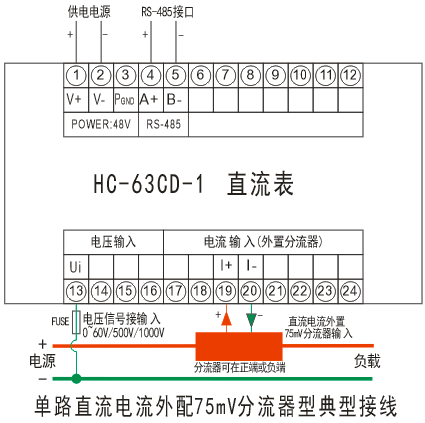 供电电源 RS-485接口
+ − + −
1 2 3 4 5 6 7 8 9 10 11 12
V+ V- PGND A+ B-
POWER:48V RS-485
HC-63CD-1 直流表
电压输入 电流输入(外置分流器)
Ui I+ I-
13 14 15 16 17 18 19 20 21 22 23 24
FUSE 电压信号接输入
0~60V/500V/1000V
+ −
直流电流外置
75mV分流器输入
+
电源 负载
分流器可在正端或负端
−
单路直流电流外配75mV分流器型典型接线